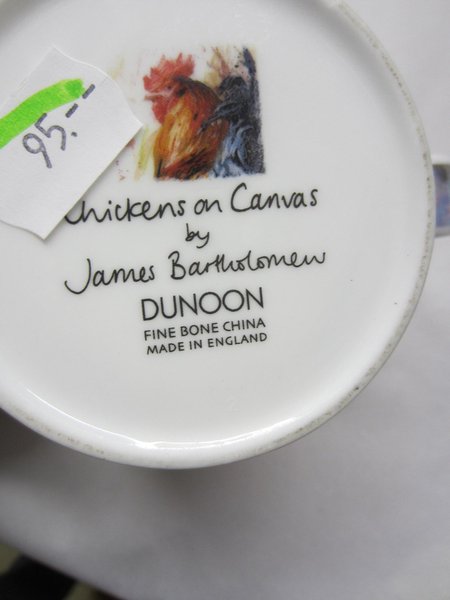 95.--
Chickens on Canvas
by
James Bartholomew
DUNOON
FINE BONE CHINA
MADE IN ENGLAND